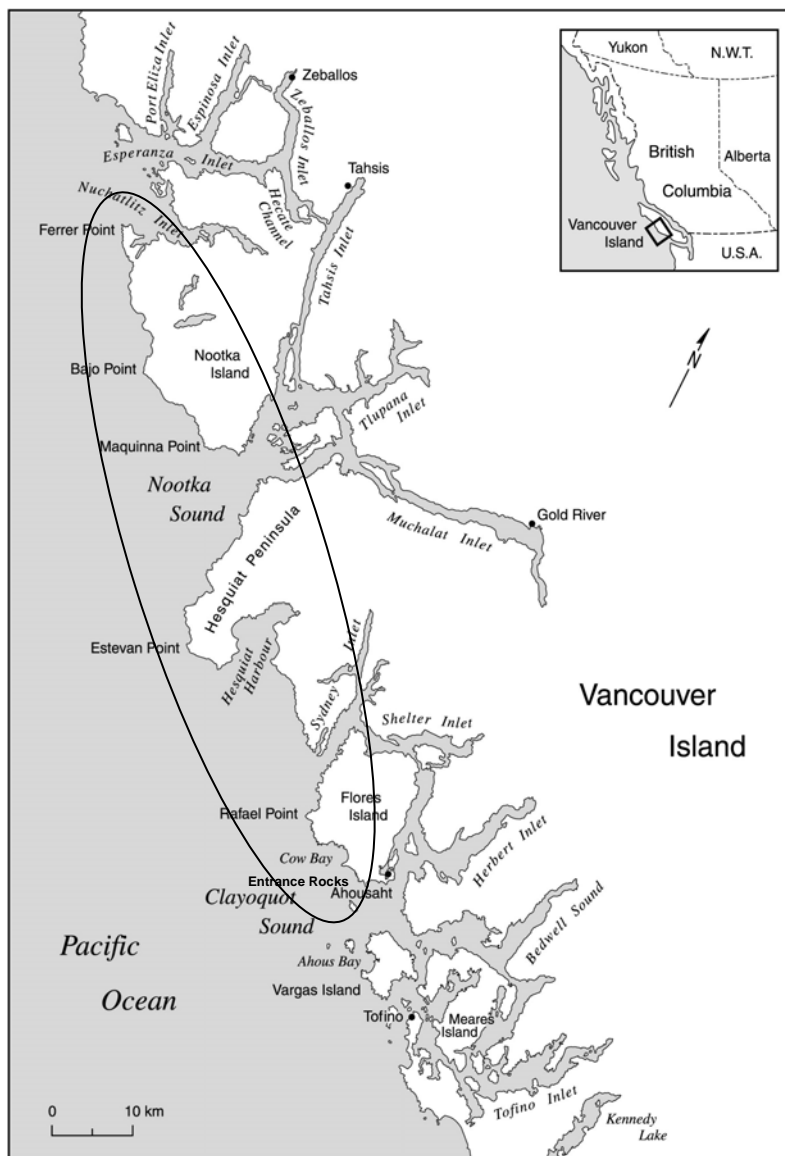 Port Eliza Inlet
Espinosa Inlet
Zeballos
Zeballos Inlet
Esperanza Inlet
Tahsis
Nuchatlitz Inlet
Hecate
Channel
Ferrer Point
Tahsis Inlet
Nootka
Island
Bajo Point
Tlupana
Inlet
Maquinna Point
Nootka
Sound
Muchalat Inlet
Gold River
Hesquiat Peninsula
Estevan Point
Hesquiat
Harbour
Sydney Inlet
Shelter Inlet
Vancouver
Island
Flores
Island
Rafael Point
Herbert Inlet
Cow Bay
Entrance Rocks
Ahousaht
Clayoquot
Sound
Bedwell Sound
Pacific
Ocean
Ahous Bay
Vargas Island
Tofino
Meares
Island
Tofino Inlet
Kennedy
Lake
0 10 km
Yukon
N.W.T.
British
Columbia
Alberta
Vancouver
Island
U.S.A.
N